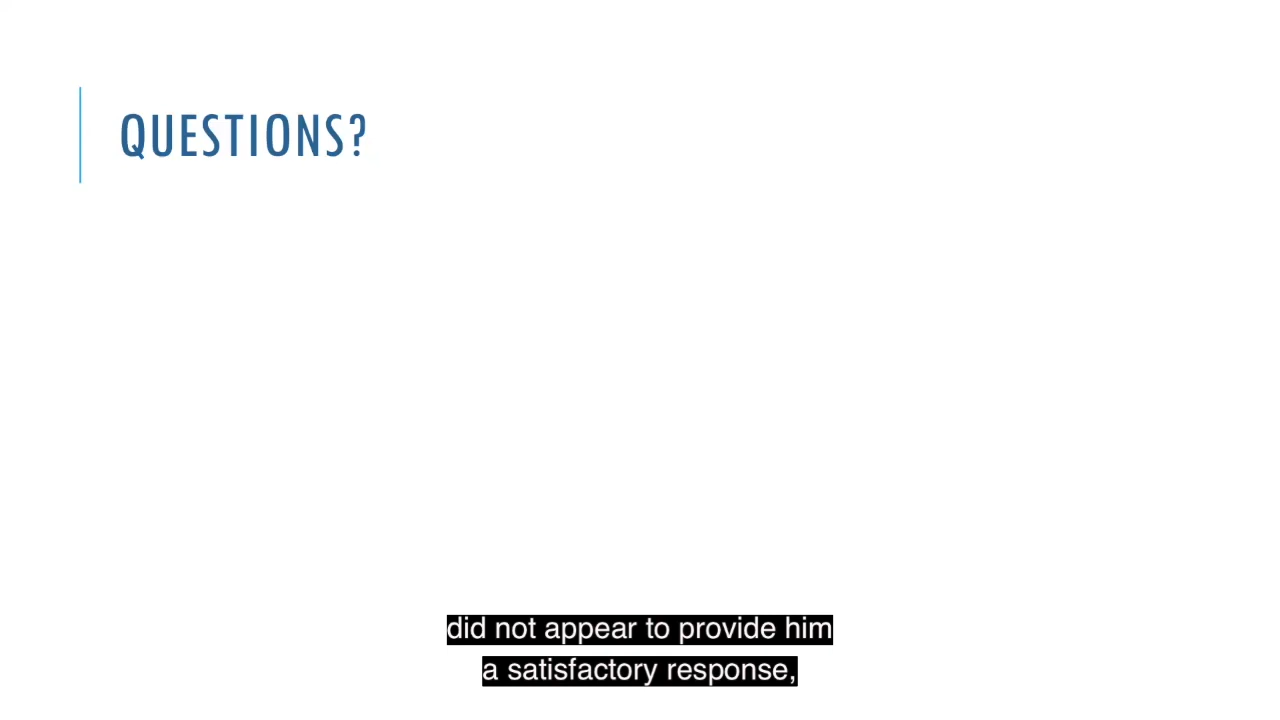 QUESTIONS?
did not appear to provide him
a satisfactory response,